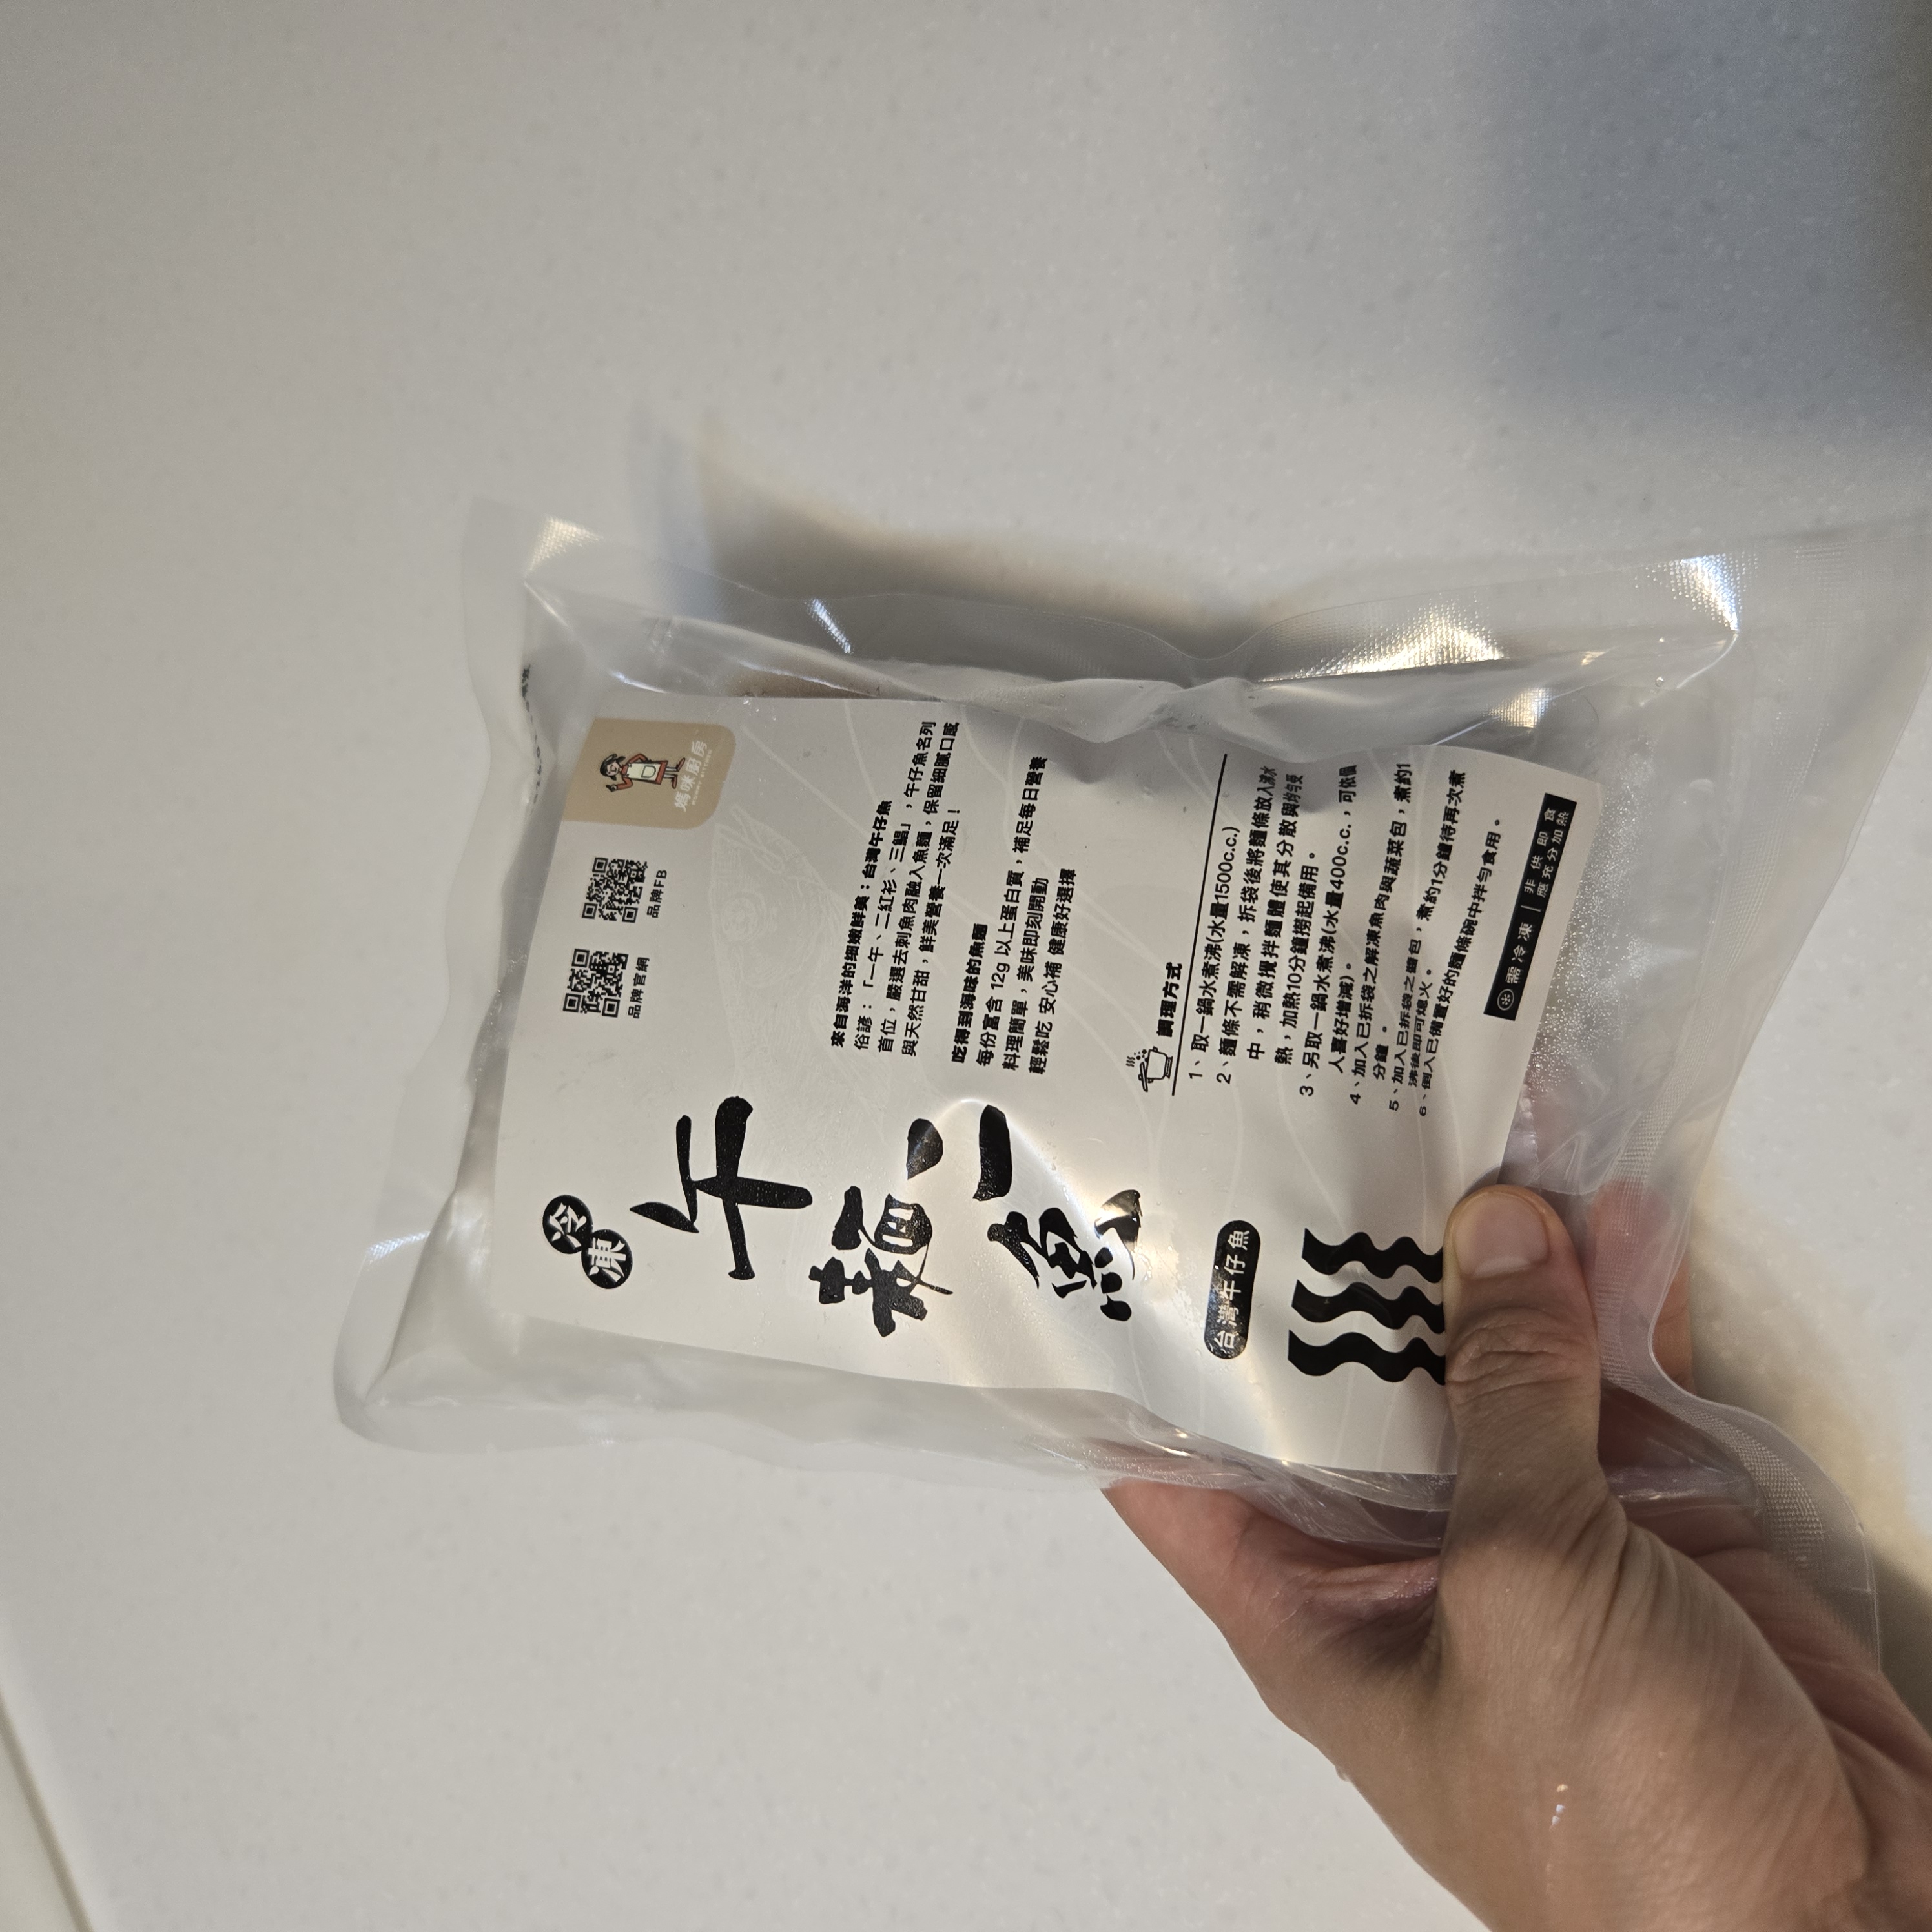 冷凍
午
麵
魚
台灣午仔魚
品牌官網
品牌FB
媽咪廚房
來自海洋的細嫩鮮美：台灣午仔魚
俗諺：「一午、二紅衫、三鯧」，午仔魚名列
首位，嚴選去刺魚肉融入魚麵，保留細膩口感
與天然甘甜，鮮美營養一次滿足！
吃得到海味的魚麵
每份富含 12g 以上蛋白質，補足每日營養
料理簡單，美味即刻開動
輕鬆吃 安心補 健康好選擇
調理方式
1、取一鍋水煮沸(水量1500c.c.)
2、麵條不需解凍，拆袋後將麵條放入沸水
中，稍微攪拌麵體使其分散與均勻受
熱，加熱10分鐘撈起備用。
3、另取一鍋水煮沸(水量400c.c.，可依個
人喜好增減)。
4、加入已拆袋之解凍魚肉與蔬菜包，煮約1
分鐘。
5、加入已拆袋之醬包，煮約1分鐘待再次煮
沸後即可熄火。
6、倒入已備置好的麵條碗中拌勻食用。
需冷凍｜非供即食
應充分加熱